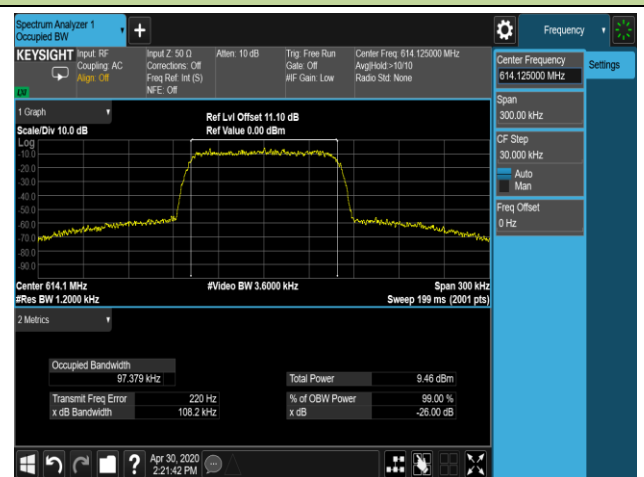 Spectrum Analyzer 1
Occupied BW
+
Frequency
KEYSIGHT
Input: RF
Coupling: AC
Align: Off
Input Z: 50 Ω
Corrections: Off
Freq Ref: Int (S)
NFE: Off
Atten: 10 dB
Trig: Free Run
Gate: Off
#IF Gain: Low
Center Freq: 614.125000 MHz
Avg|Hold:>10/10
Radio Std: None
LXI
Center Frequency
614.125000 MHz
Settings
Span
300.00 kHz
CF Step
30.000 kHz
Auto
Man
Freq Offset
0 Hz
1 Graph
Scale/Div 10.0 dB
Ref Lvl Offset 11.10 dB
Ref Value 0.00 dBm
Log
-10.0
-20.0
-30.0
-40.0
-50.0
-60.0
-70.0
-80.0
-90.0
Center 614.1 MHz
#Video BW 3.6000 kHz
Span 300 kHz
#Res BW 1.2000 kHz
Sweep 199 ms (2001 pts)
2 Metrics
Occupied Bandwidth
97.379 kHz
Total Power 9.46 dBm
Transmit Freq Error 220 Hz
% of OBW Power 99.00 %
x dB Bandwidth 108.2 kHz
x dB -26.00 dB
?
Apr 30, 2020
2:21:42 PM